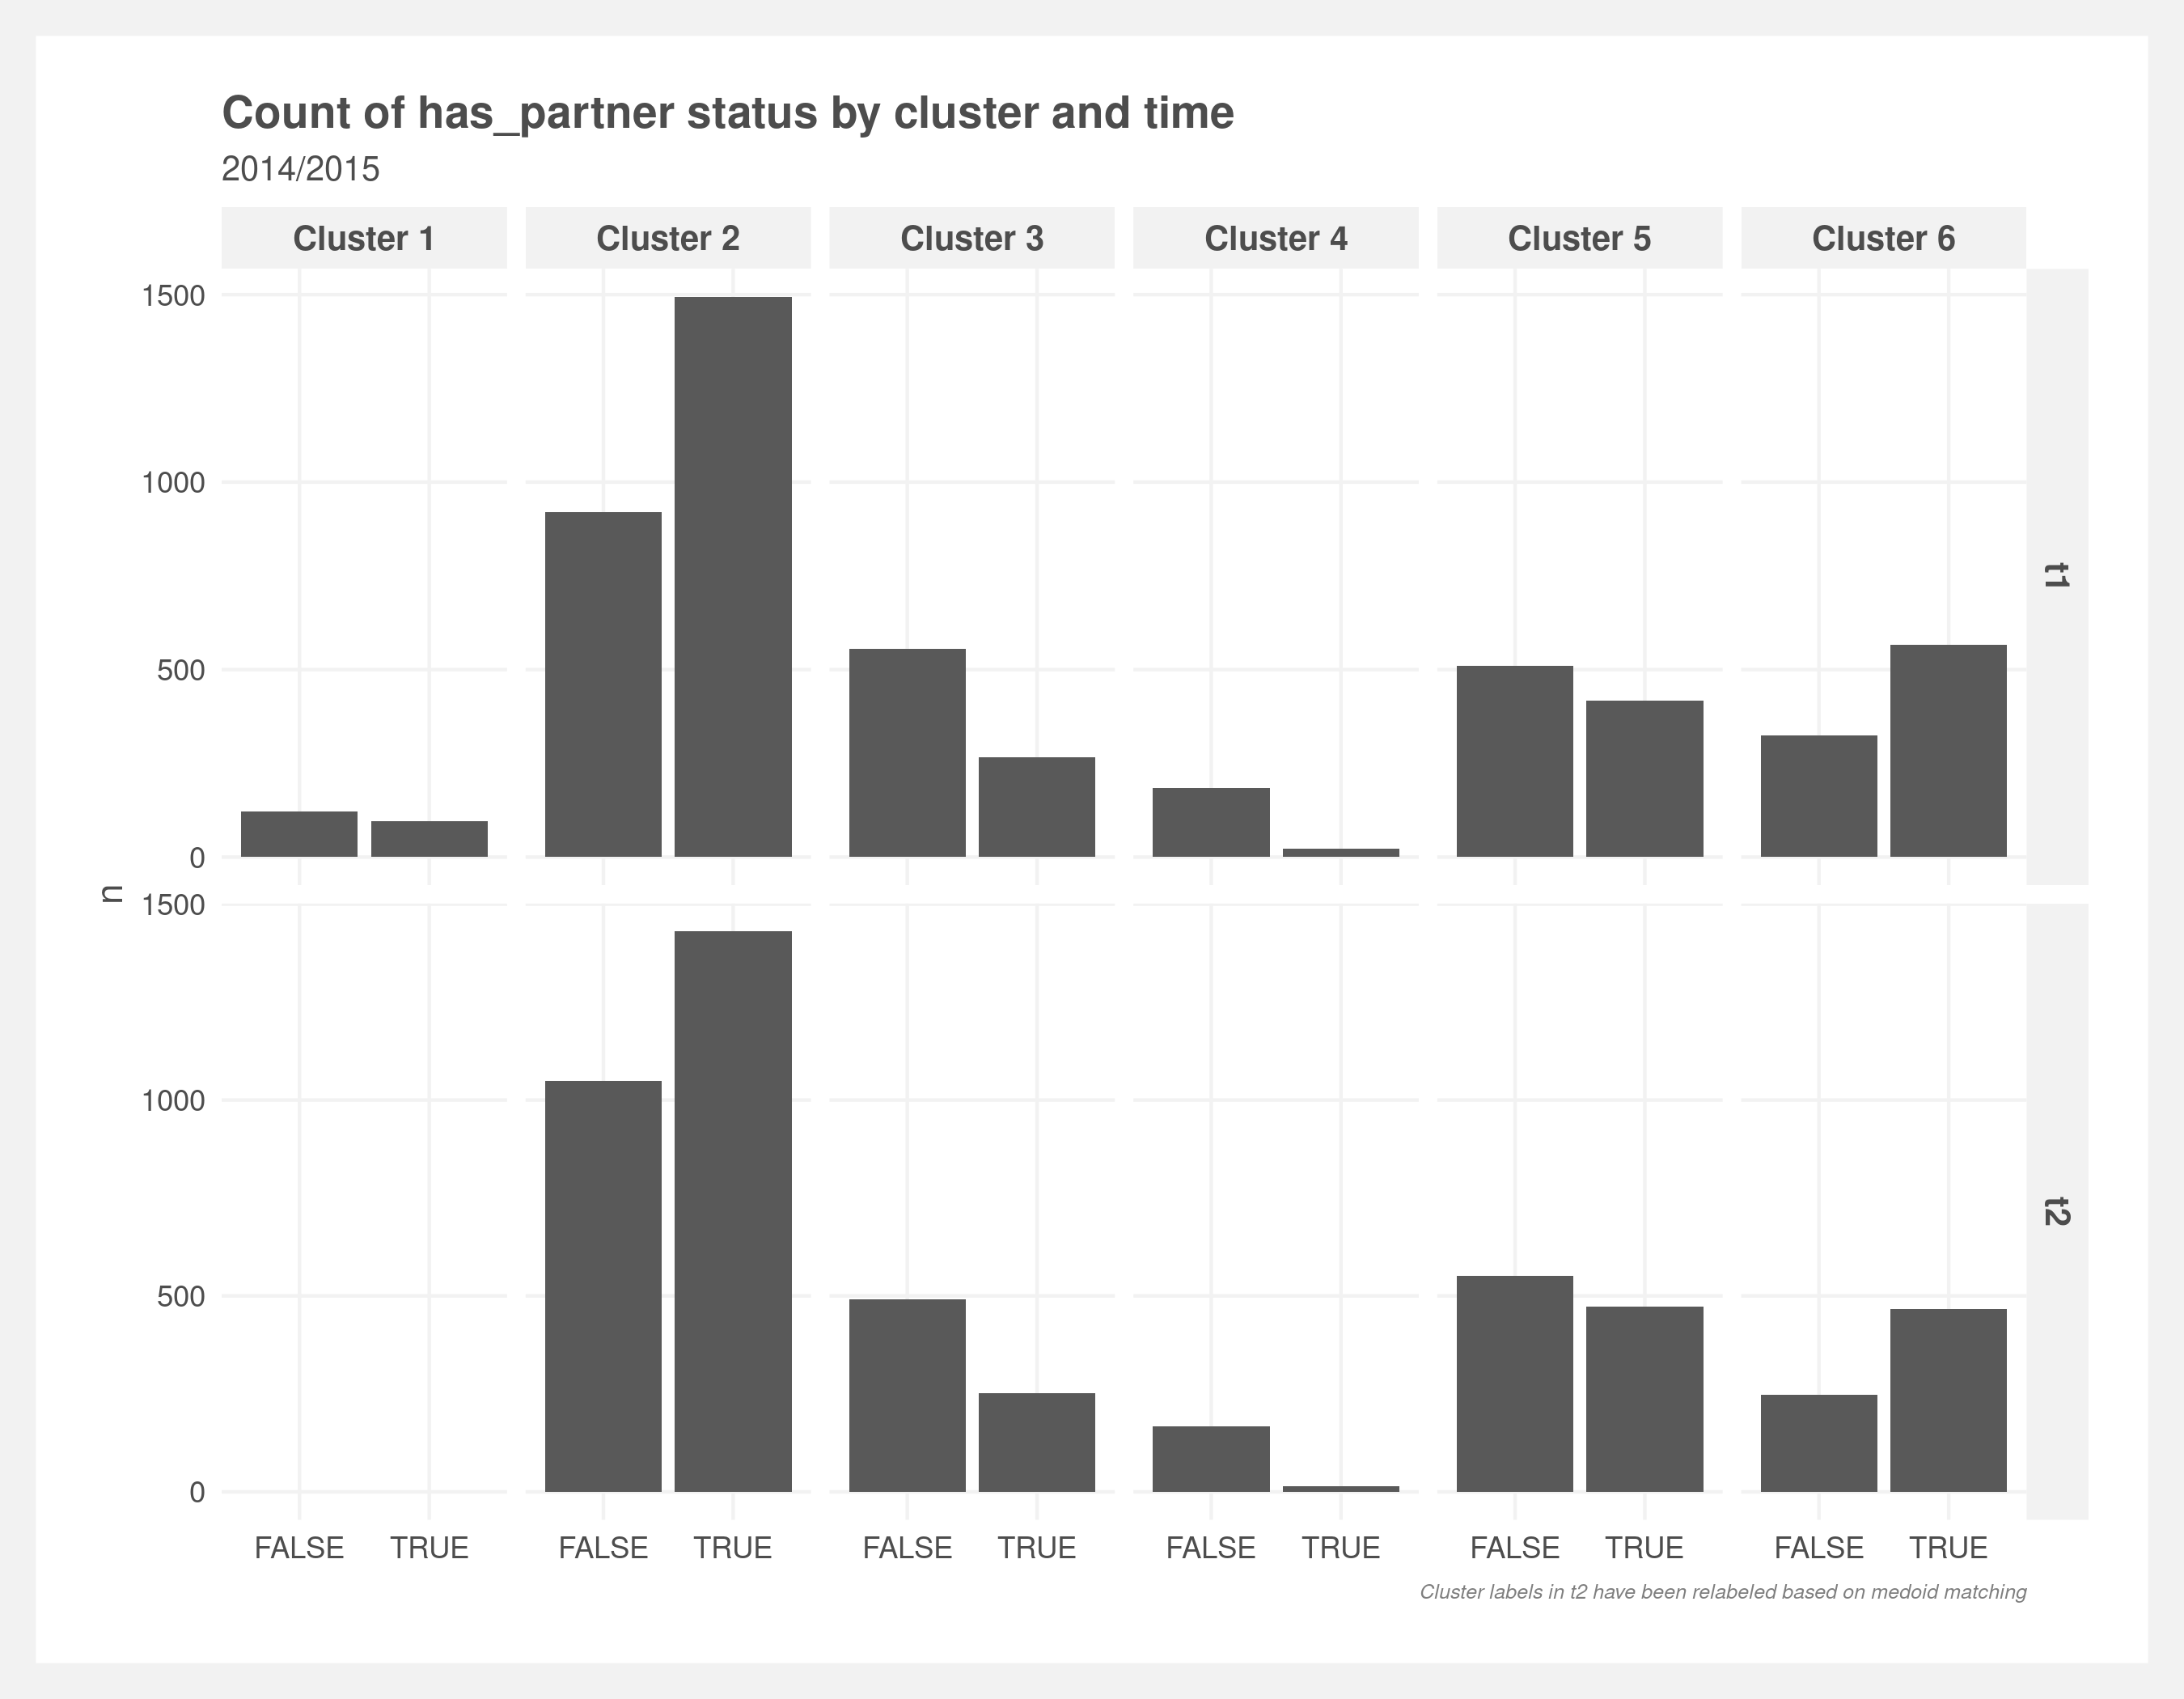 Count of has_partner status by cluster and time
2014/2015
Cluster 1 Cluster 2 Cluster 3 Cluster 4 Cluster 5 Cluster 6
1500
1000
500
0
t1
n
1500
1000
500
0
t2
FALSE TRUE FALSE TRUE FALSE TRUE FALSE TRUE FALSE TRUE FALSE TRUE
Cluster labels in t2 have been relabeled based on medoid matching